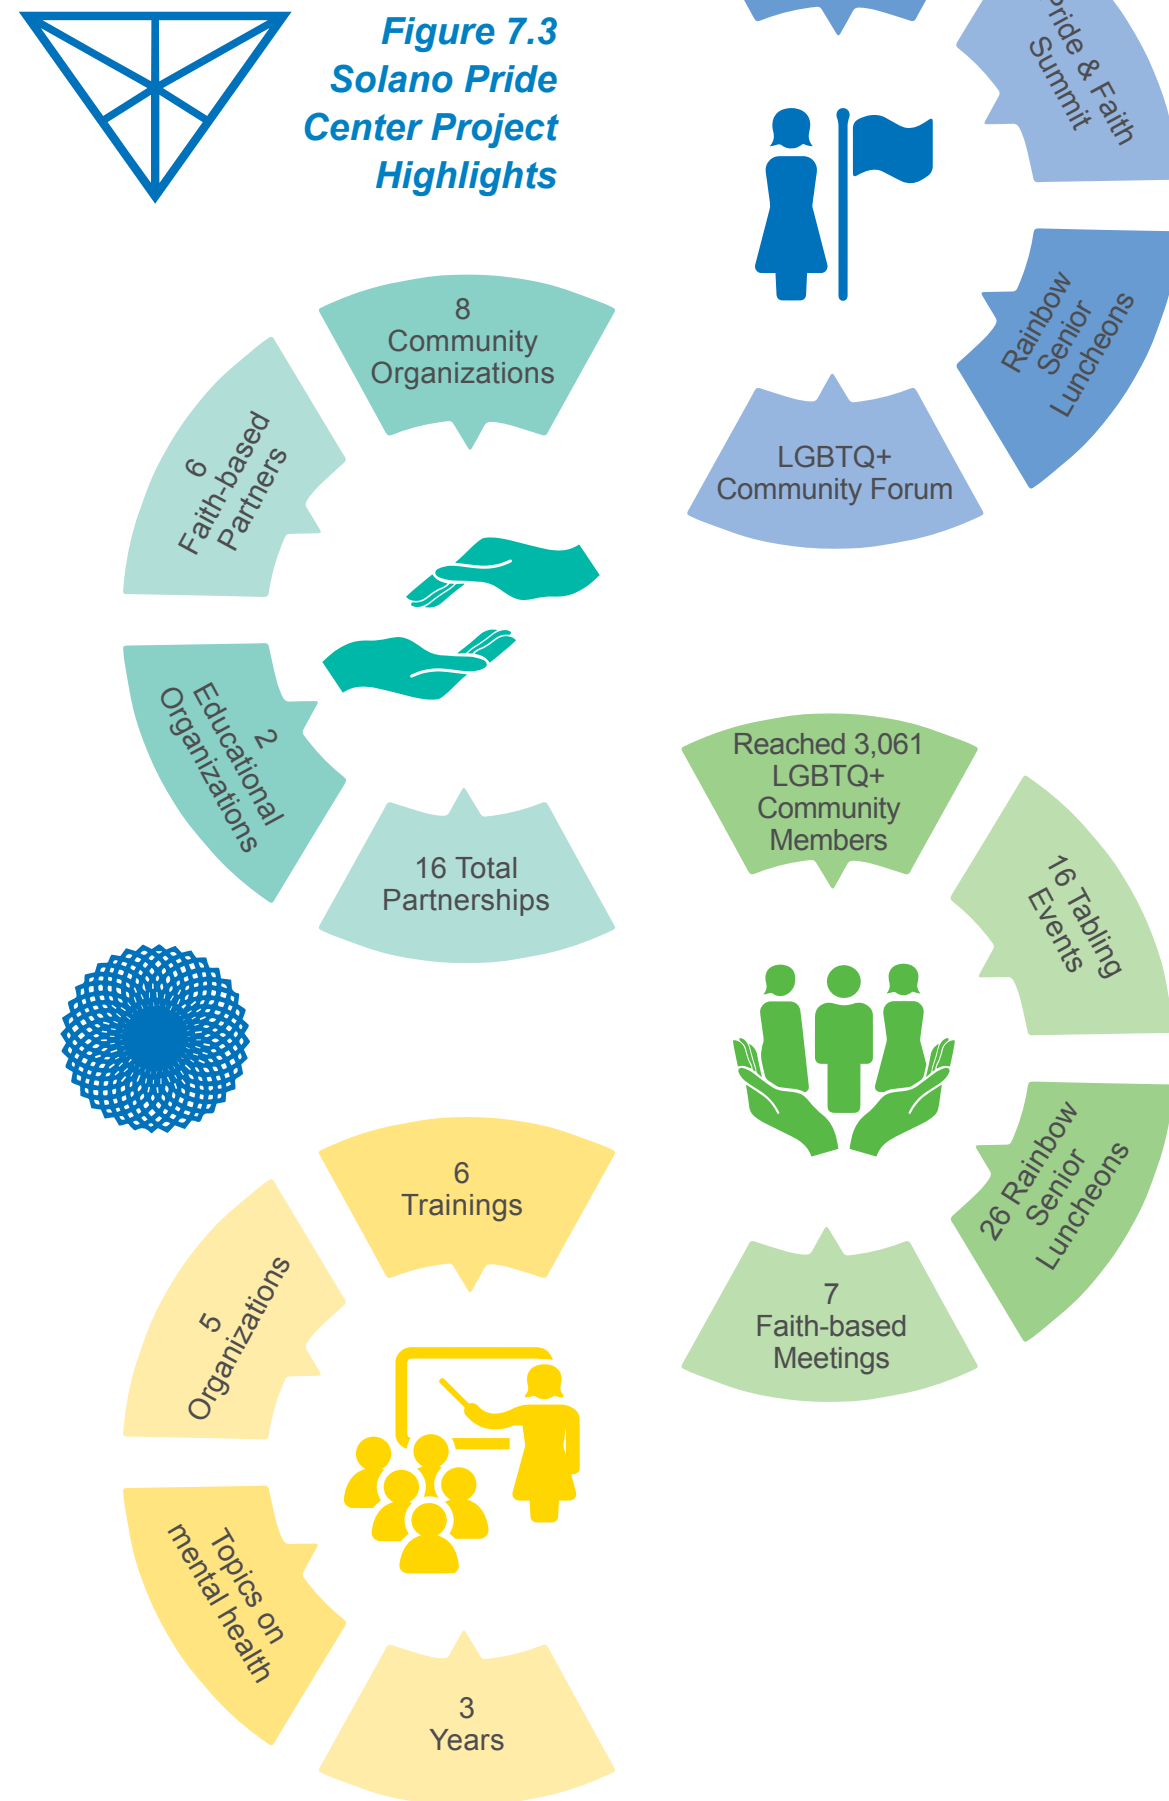 Figure 7.3
Solano Pride
Center Project
Highlights
Pride & Faith
Summit
Rainbow
Senior
Luncheons
LGBTQ+
Community Forum
8
Community
Organizations
6
Faith-based
Partners
2
Educational
Organizations
16 Total
Partnerships
Reached 3,061
LGBTQ+
Community
Members
16 Tabling
Events
26 Rainbow
Senior
Luncheons
7
Faith-based
Meetings
6
Trainings
5
Organizations
Topics on
mental health
3
Years